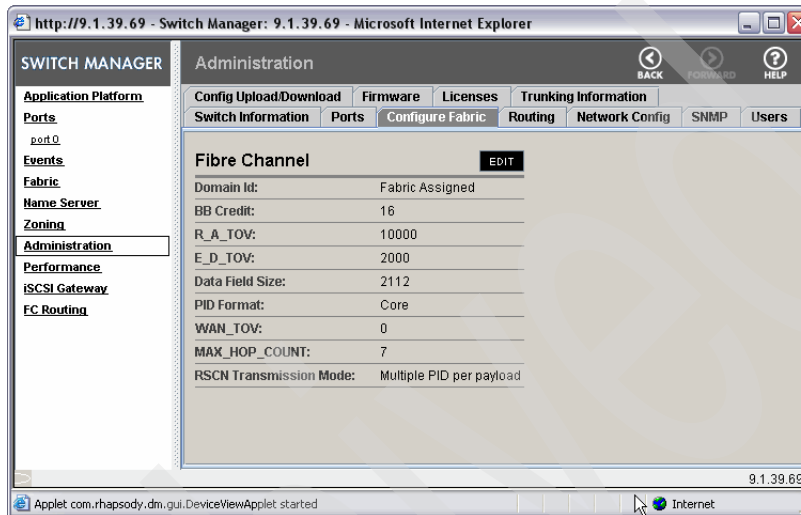 http://9.1.39.69 - Switch Manager: 9.1.39.69 - Microsoft Internet Explorer
SWITCH MANAGER
Administration
BACK
FORWARD
HELP
Application Platform
Ports
port 0
Events
Fabric
Name Server
Zoning
Administration
Performance
iSCSI Gateway
FC Routing
Config Upload/Download Firmware Licenses Trunking Information
Switch Information Ports Configure Fabric Routing Network Config SNMP Users
Fibre Channel
EDIT
Domain Id: Fabric Assigned
BB Credit: 16
R_A_TOV: 10000
E_D_TOV: 2000
Data Field Size: 2112
PID Format: Core
WAN_TOV: 0
MAX_HOP_COUNT: 7
RSCN Transmission Mode: Multiple PID per payload
9.1.39.69
Applet com.rhapsody.dm.gui.DeviceViewApplet started
Internet